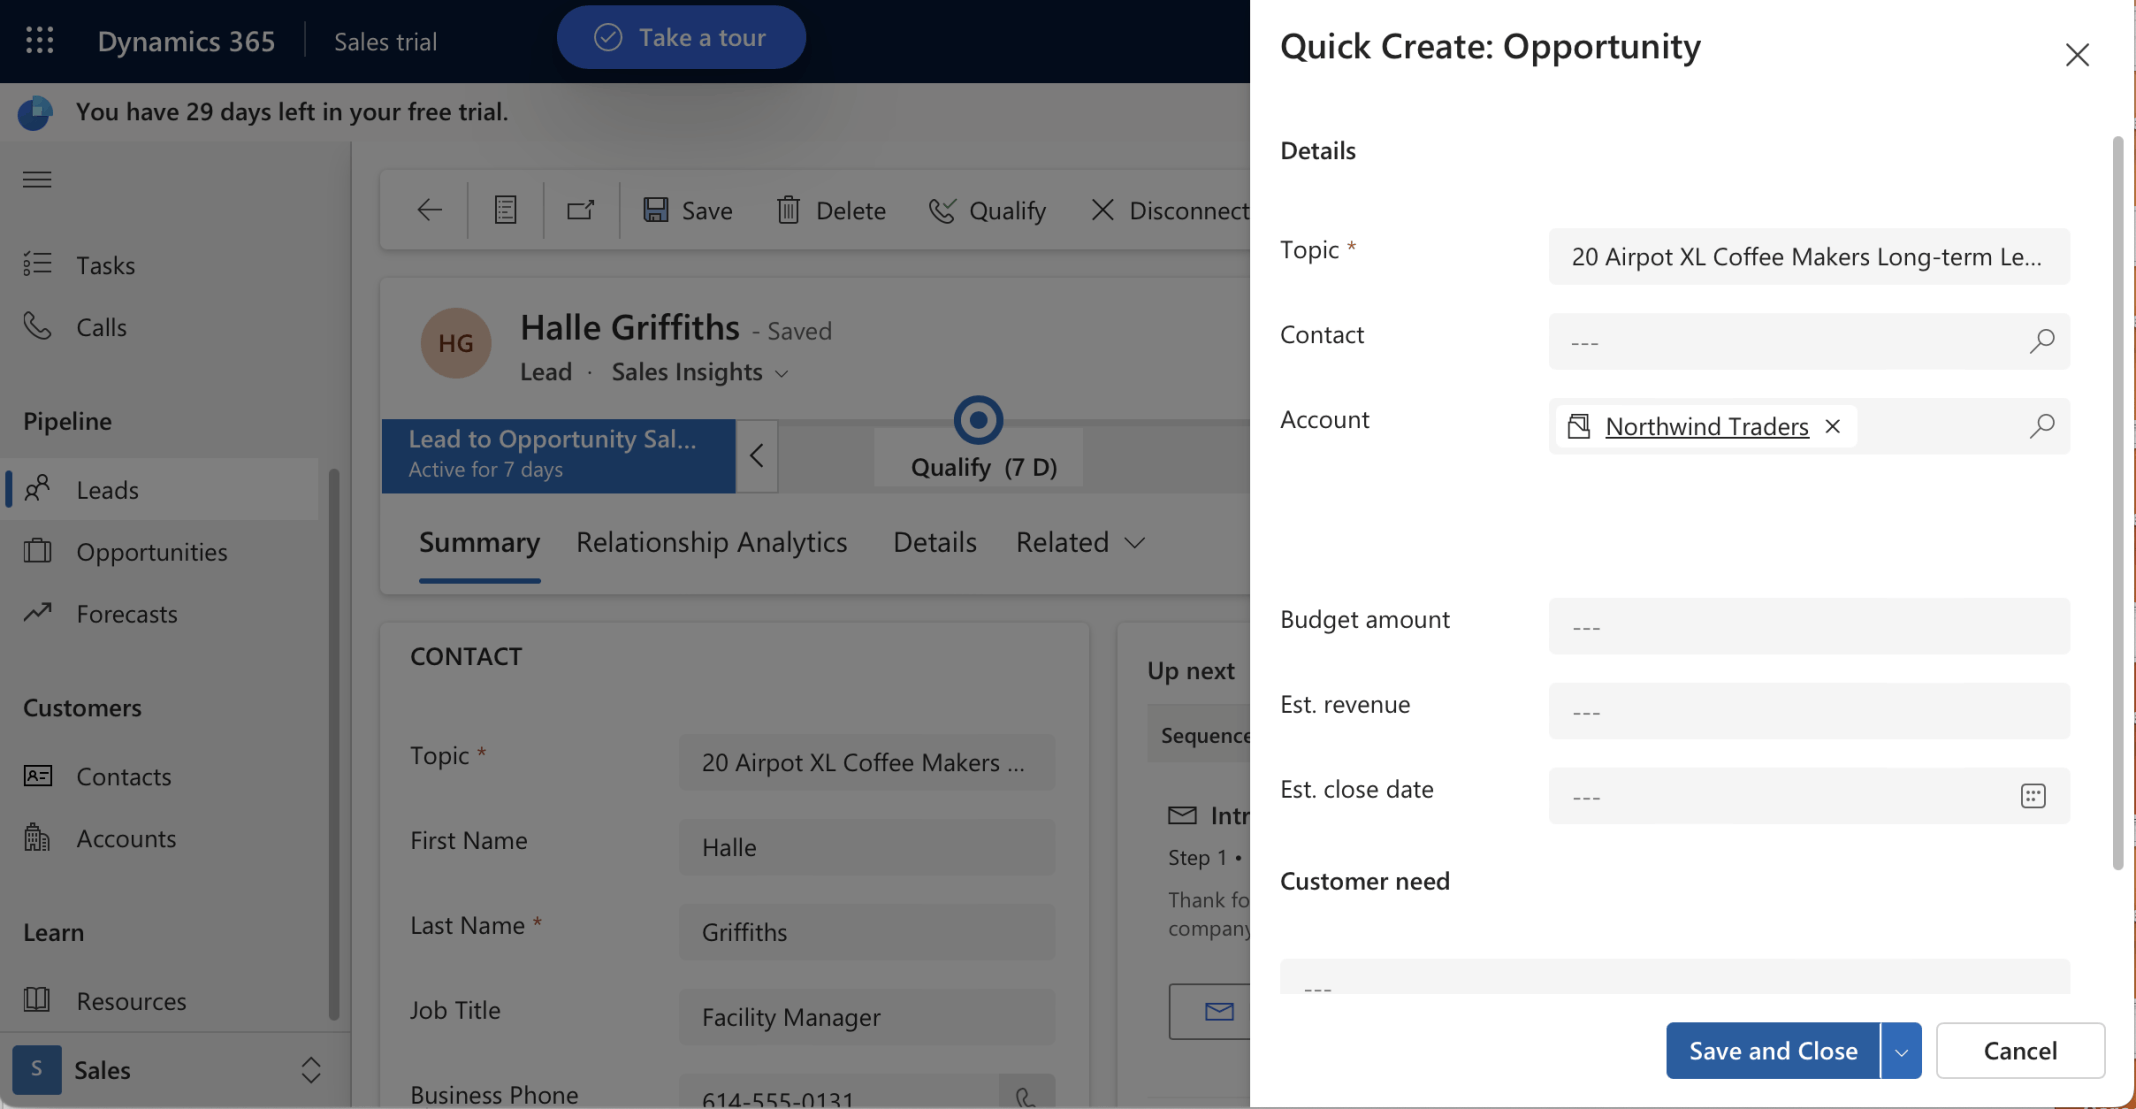 Dynamics 365
Sales trial
Take a tour
You have 29 days left in your free trial.
Tasks
Calls
Pipeline
Leads
Opportunities
Forecasts
Customers
Contacts
Accounts
Learn
Resources
S
Sales
Save
Delete
Qualify
Disconnect
HG
Halle Griffiths - Saved
Lead · Sales Insights
Lead to Opportunity Sal...
Active for 7 days
Qualify (7 D)
Summary
Relationship Analytics
Details
Related
CONTACT
Topic *
20 Airpot XL Coffee Makers ...
First Name
Halle
Last Name *
Griffiths
Job Title
Facility Manager
Business Phone
614-555-0131
Up next
Sequence
Intr
Step 1 •
Thank fo
company
Quick Create: Opportunity
Details
Topic *
20 Airpot XL Coffee Makers Long-term Le...
Contact
---
Account
Northwind Traders
Budget amount
---
Est. revenue
---
Est. close date
---
Customer need
---
Save and Close
Cancel